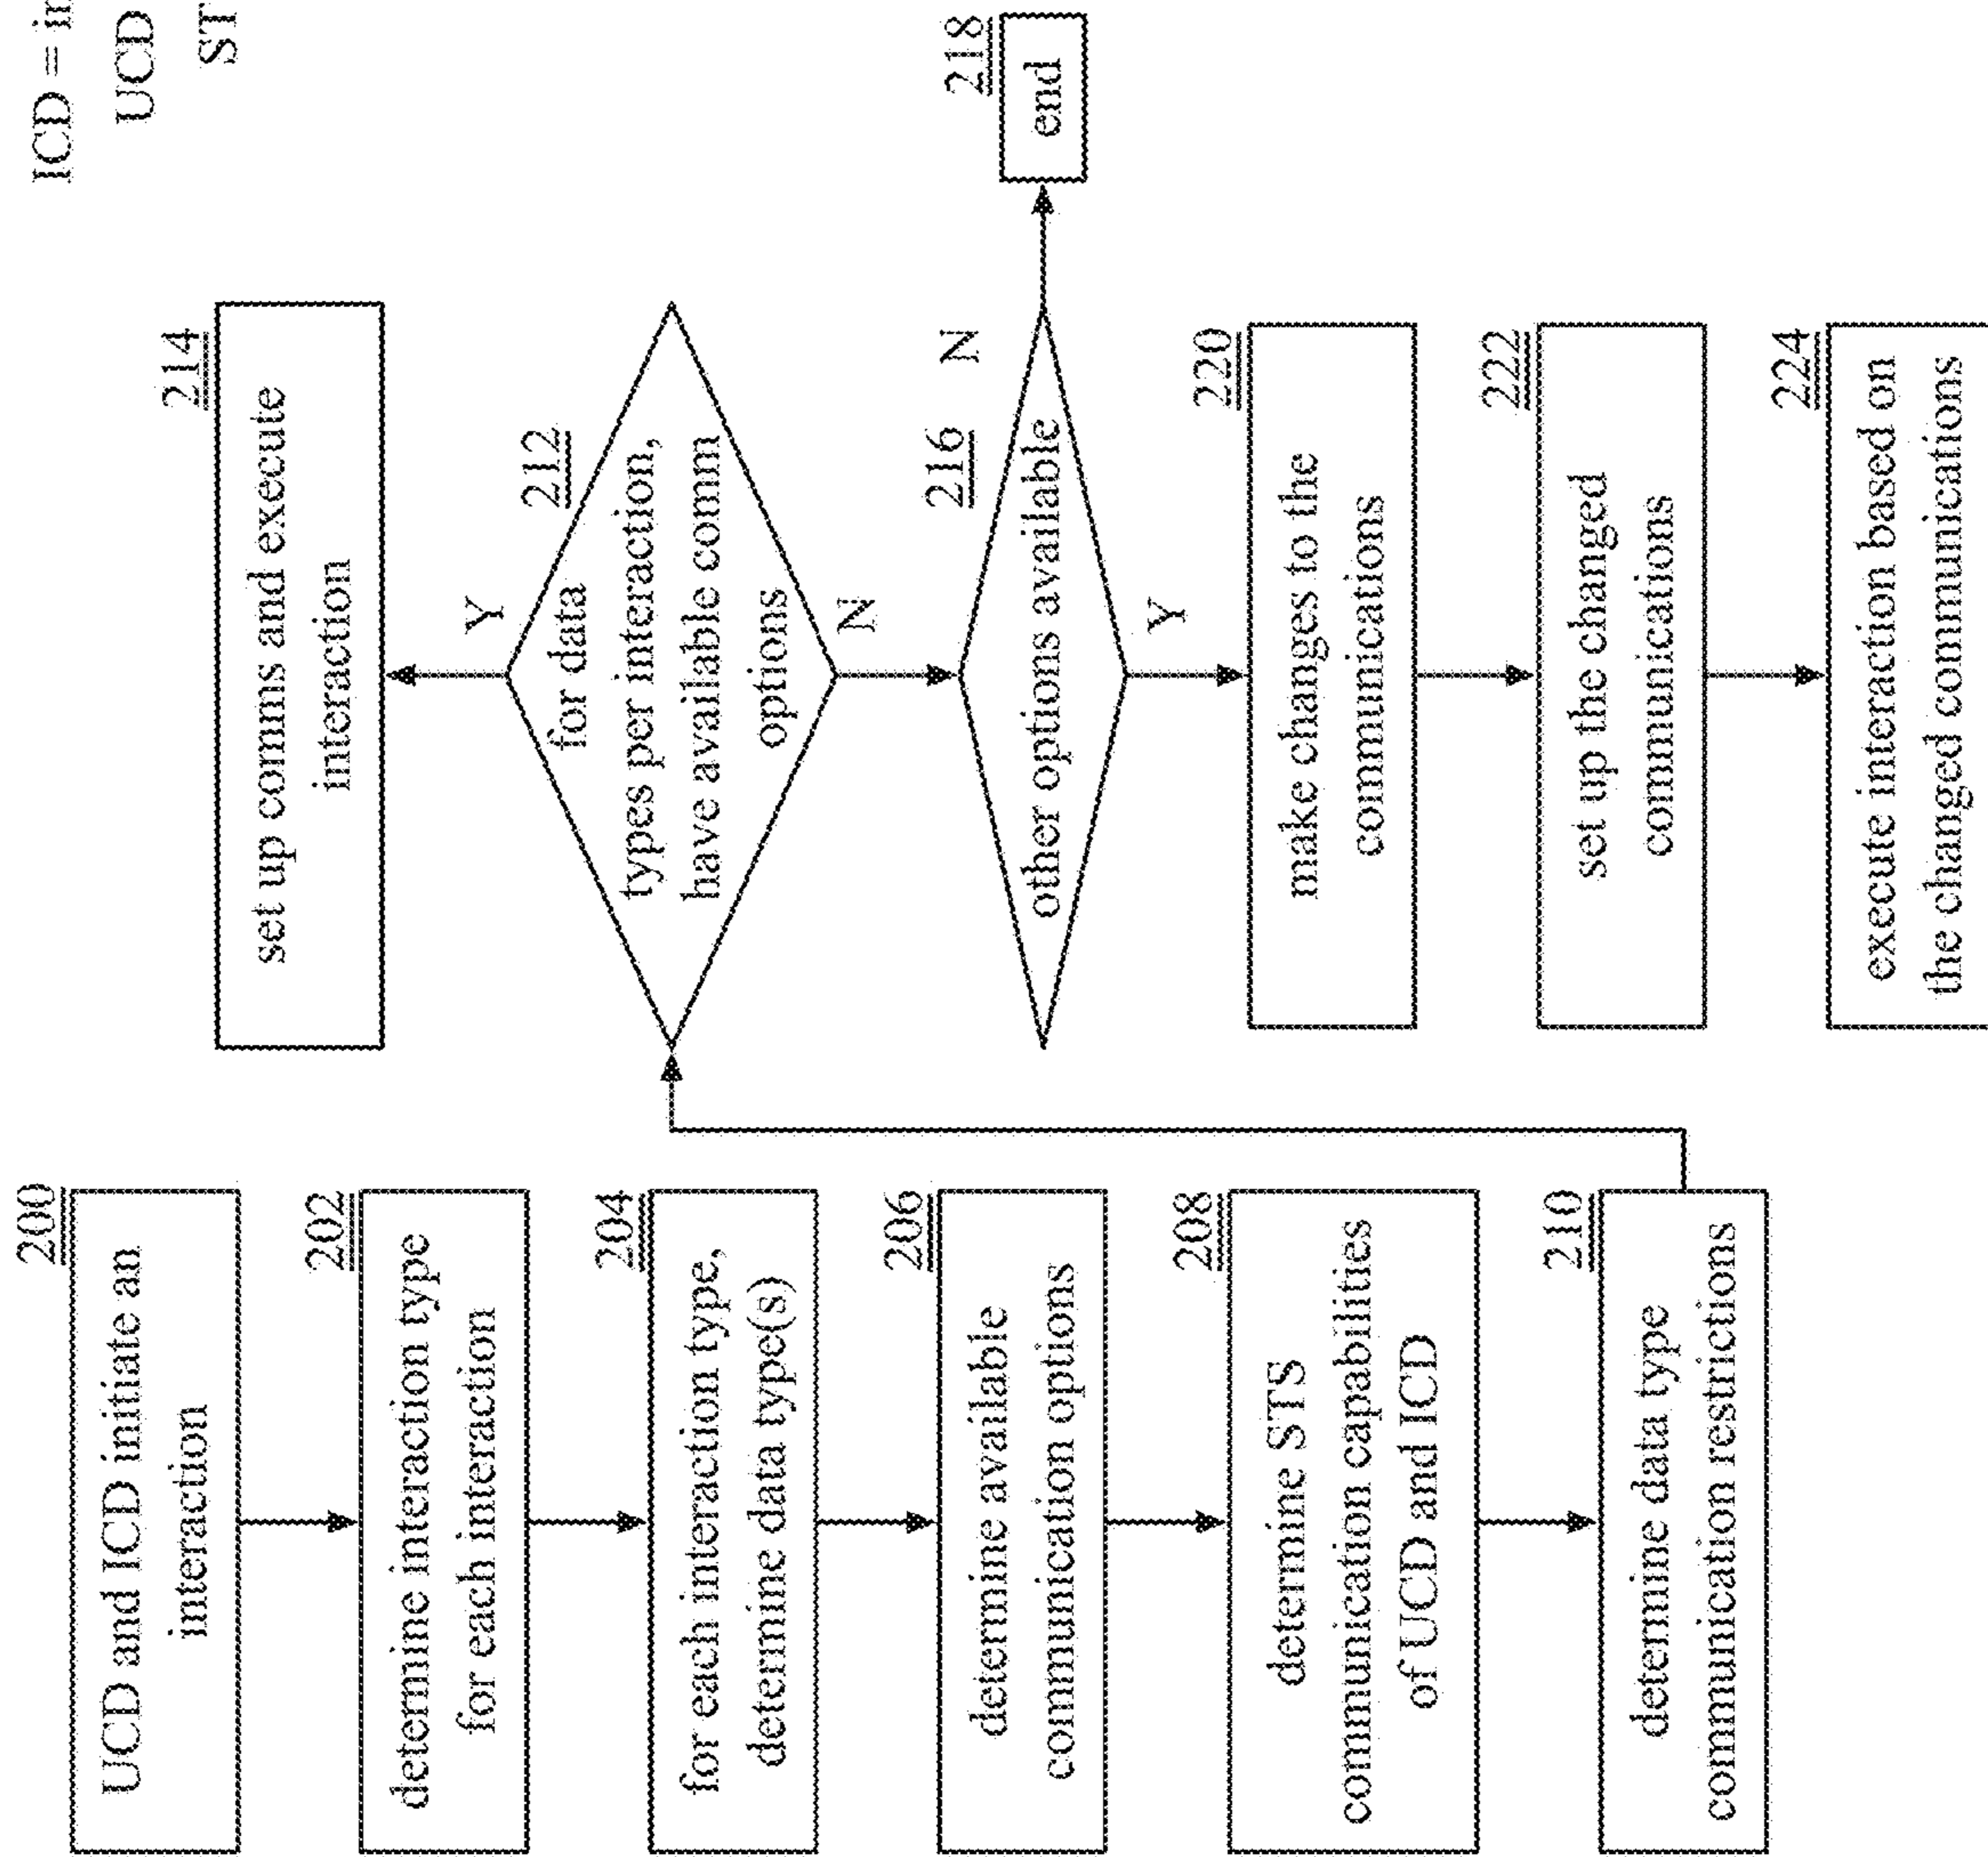 200
UCD and ICD initiate an
interaction
202
determine interaction type
for each interaction
204
for each interaction type,
determine data type(s)
206
determine available
communication options
208
determine STS
communication capabilities
of UCD and ICD
210
determine data type
communication restrictions
214
set up comms and execute
interaction
Y
212
for data
types per interaction,
have available comm
options
N
216
N
other options available
Y
218
end
220
make changes to the
communications
222
set up the changed
communications
224
execute interaction based on
the changed communications
ICD =
UCD